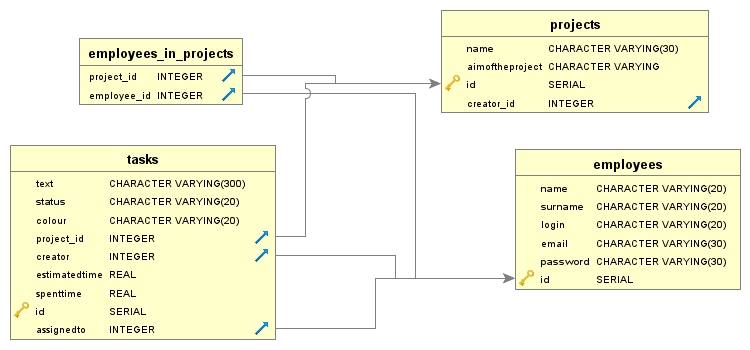 employees_in_projects
project_id INTEGER
employee_id INTEGER
projects
name CHARACTER VARYING(30)
aimoftheproject CHARACTER VARYING
id SERIAL
creator_id INTEGER
tasks
text CHARACTER VARYING(300)
status CHARACTER VARYING(20)
colour CHARACTER VARYING(20)
project_id INTEGER
creator INTEGER
estimatedtime REAL
spenttime REAL
id SERIAL
assignedto INTEGER
employees
name CHARACTER VARYING(20)
surname CHARACTER VARYING(20)
login CHARACTER VARYING(20)
email CHARACTER VARYING(30)
password CHARACTER VARYING(30)
id SERIAL